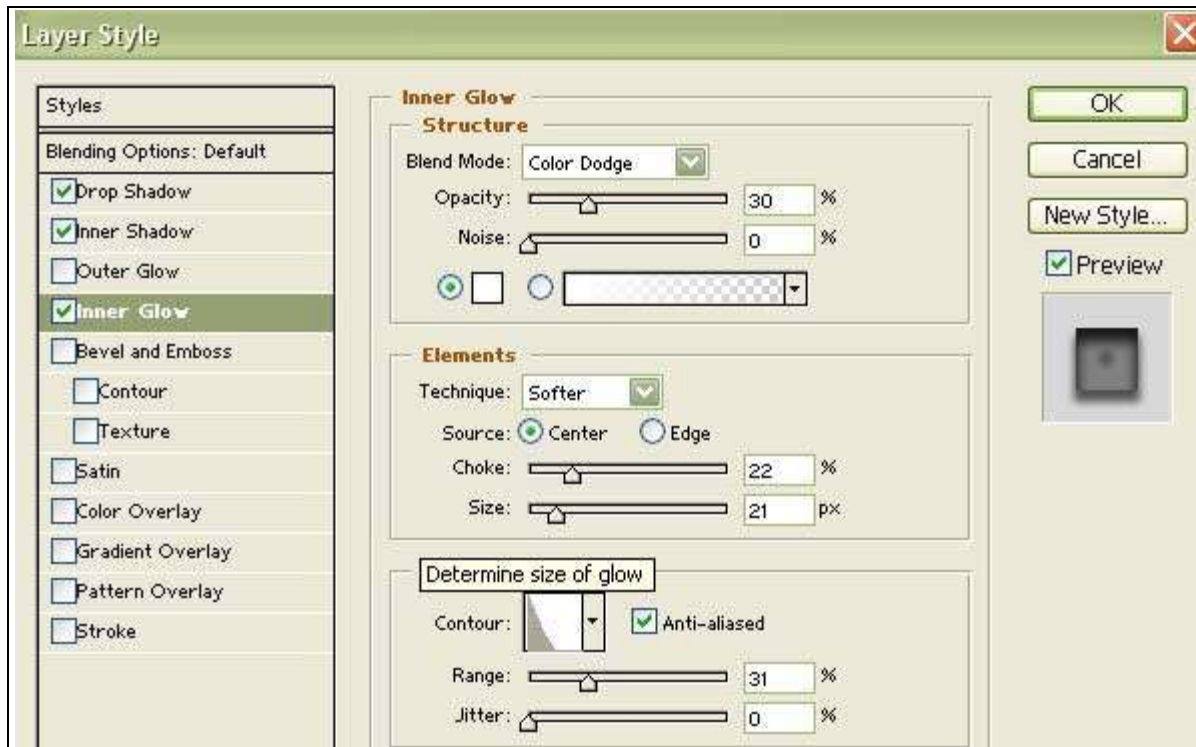 Layer Style
Styles
Blending Options: Default
Drop Shadow
Inner Shadow
Outer Glow
Inner Glow
Bevel and Emboss
Contour
Texture
Satin
Color Overlay
Gradient Overlay
Pattern Overlay
Stroke
Inner Glow
Structure
Blend Mode: Color Dodge
Opacity: 30 %
Noise: 0 %
Elements
Technique: Softer
Source: Center Edge
Choke: 22 %
Size: 21 px
Determine size of glow
Contour: Anti-aliased
Range: 31 %
Jitter: 0 %
OK
Cancel
New Style...
Preview